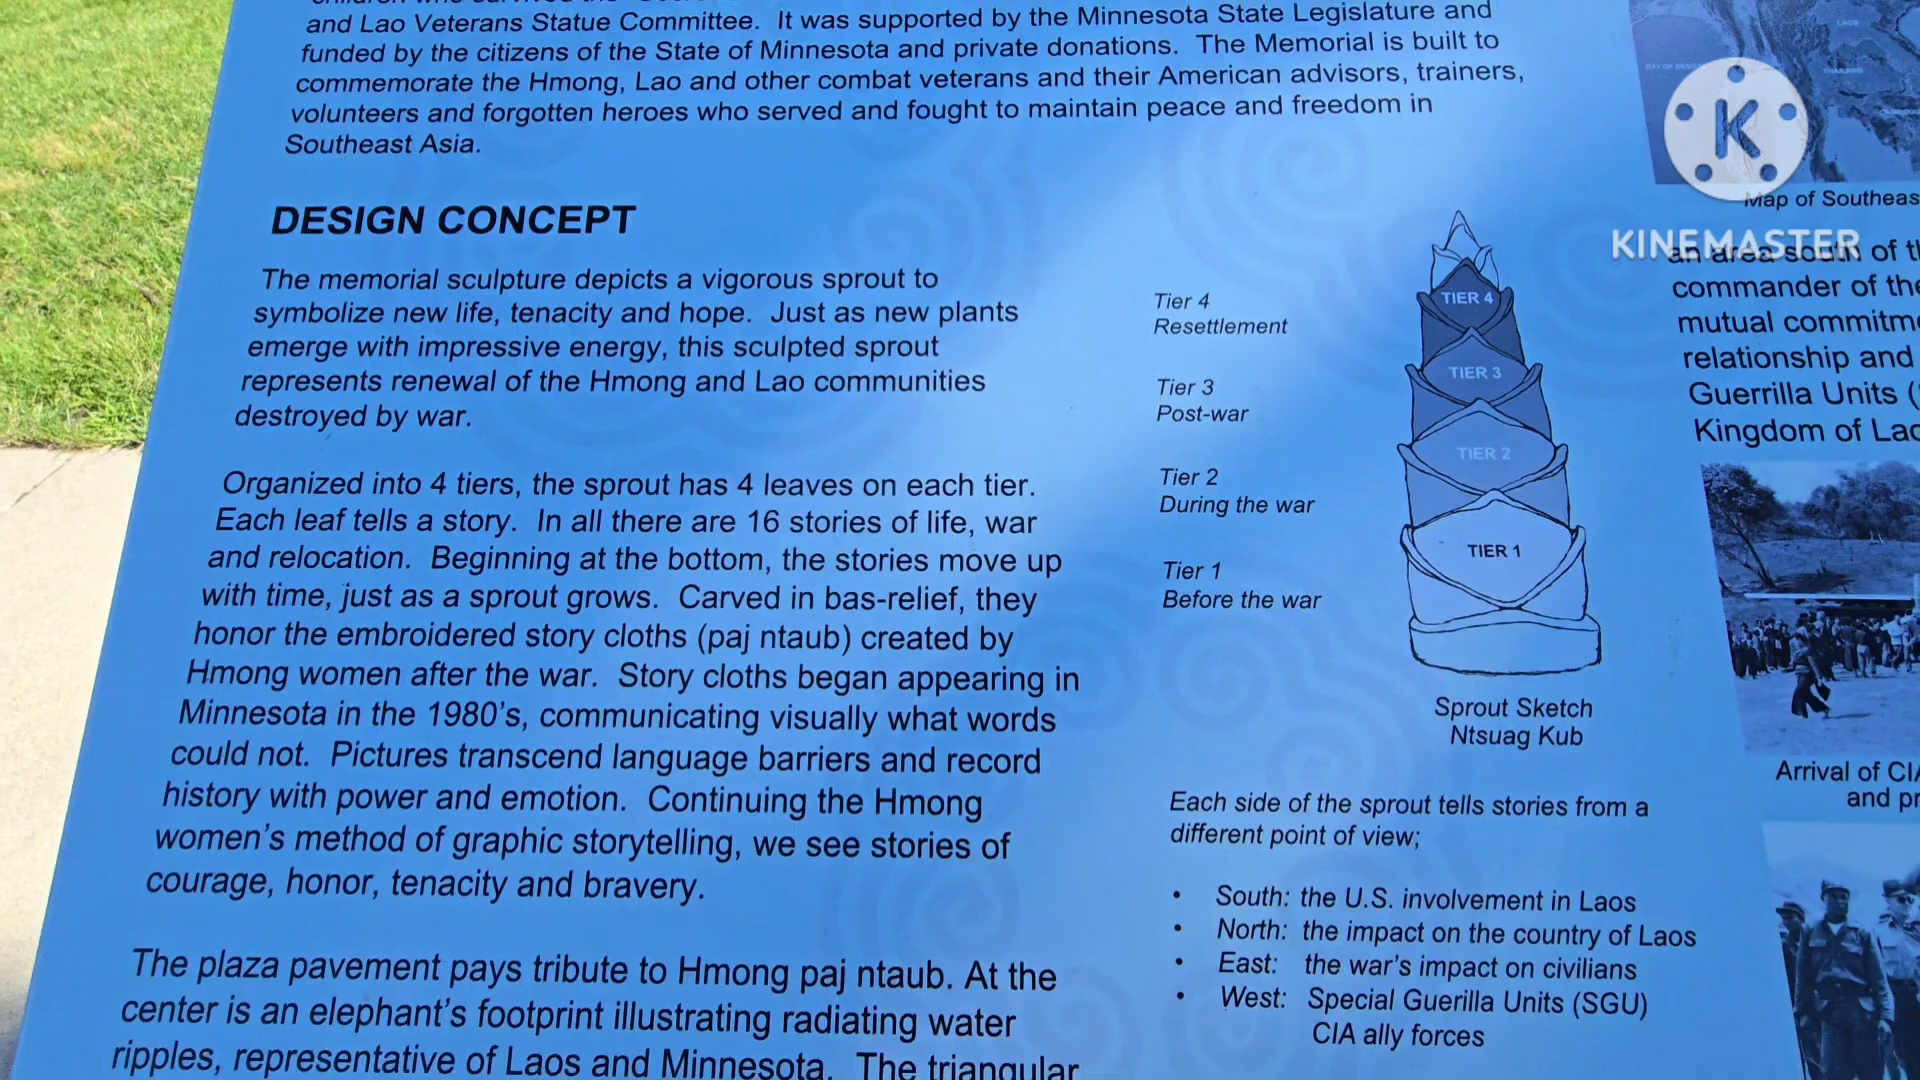 and Lao Veterans Statue Committee. It was supported by the Minnesota State Legislature and
funded by the citizens of the State of Minnesota and private donations. The Memorial is built to
commemorate the Hmong, Lao and other combat veterans and their American advisors, trainers,
volunteers and forgotten heroes who served and fought to maintain peace and freedom in
Southeast Asia.
DESIGN CONCEPT
The memorial sculpture depicts a vigorous sprout to
symbolize new life, tenacity and hope. Just as new plants
emerge with impressive energy, this sculpted sprout
represents renewal of the Hmong and Lao communities
destroyed by war.
Organized into 4 tiers, the sprout has 4 leaves on each tier.
Each leaf tells a story. In all there are 16 stories of life, war
and relocation. Beginning at the bottom, the stories move up
with time, just as a sprout grows. Carved in bas-relief, they
honor the embroidered story cloths (paj ntaub) created by
Hmong women after the war. Story cloths began appearing in
Minnesota in the 1980's, communicating visually what words
could not. Pictures transcend language barriers and record
history with power and emotion. Continuing the Hmong
women's method of graphic storytelling, we see stories of
courage, honor, tenacity and bravery.
The plaza pavement pays tribute to Hmong paj ntaub. At the
center is an elephant's footprint illustrating radiating water
ripples, representative of Laos and Minnesota. The triangular
Tier 4
Resettlement
Tier 3
Post-war
Tier 2
During the war
Tier 1
Before the war
TIER 4
TIER 3
TIER 2
TIER 1
Sprout Sketch
Ntsuag Kub
Each side of the sprout tells stories from a
different point of view;
• South: the U.S. involvement in Laos
• North: the impact on the country of Laos
• East: the war's impact on civilians
• West: Special Guerilla Units (SGU)
CIA ally forces
K
KINEMASTER
Map of Southeas
an area south of
commander of the
mutual commitm
relationship and
Guerrilla Units (
Kingdom of Lao
Arrival of CIA
and pr